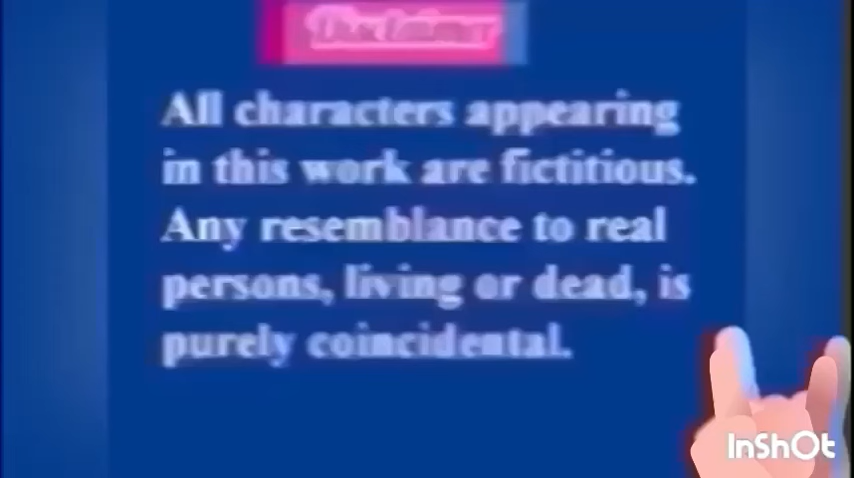 Disclaimer
All characters appearing
in this work are fictitious.
Any resemblance to real
persons, living or dead, is
purely coincidental.
InShOt